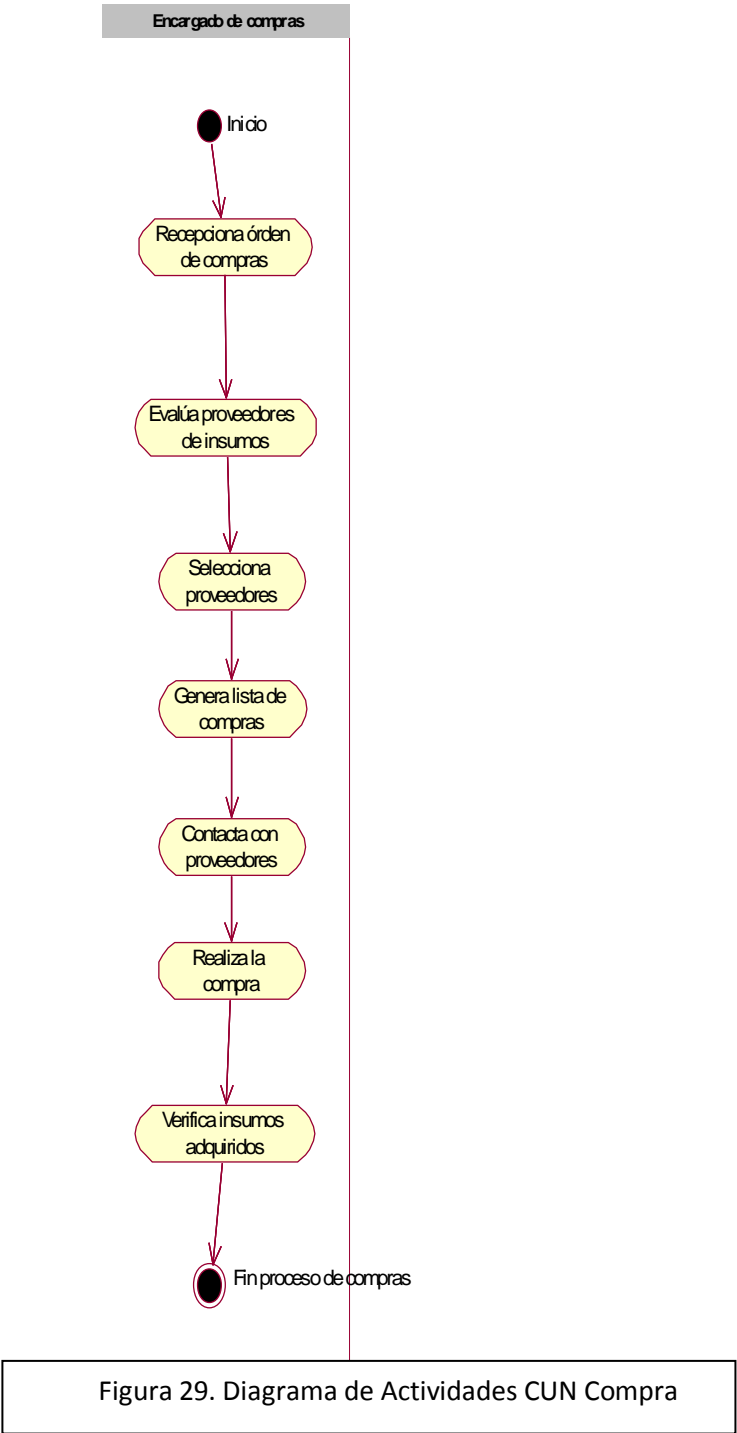 Encargado de compras
Inicio
Recepciona órden
de compras
Evalúa proveedores
de insumos
Selecciona
proveedores
Genera lista de
compras
Contacta con
proveedores
Realiza la
compra
Verifica insumos
adquiridos
Fin proceso de compras
Figura 29. Diagrama de Actividades CUN Compra